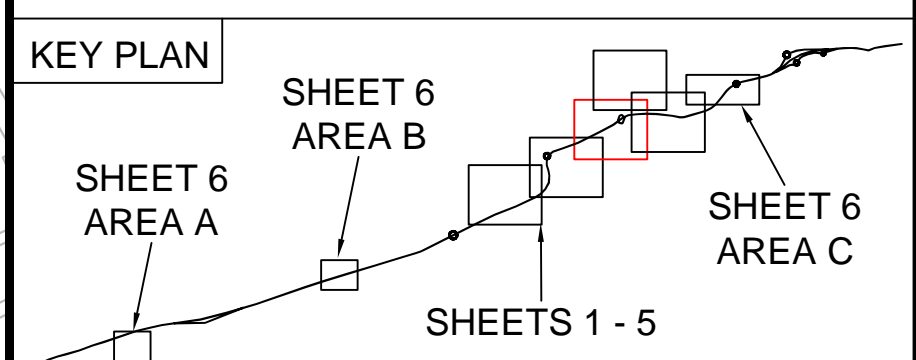 KEY PLAN
SHEET 6
AREA B
SHEET 6
AREA A
SHEET 6
AREA C
SHEETS 1 - 5